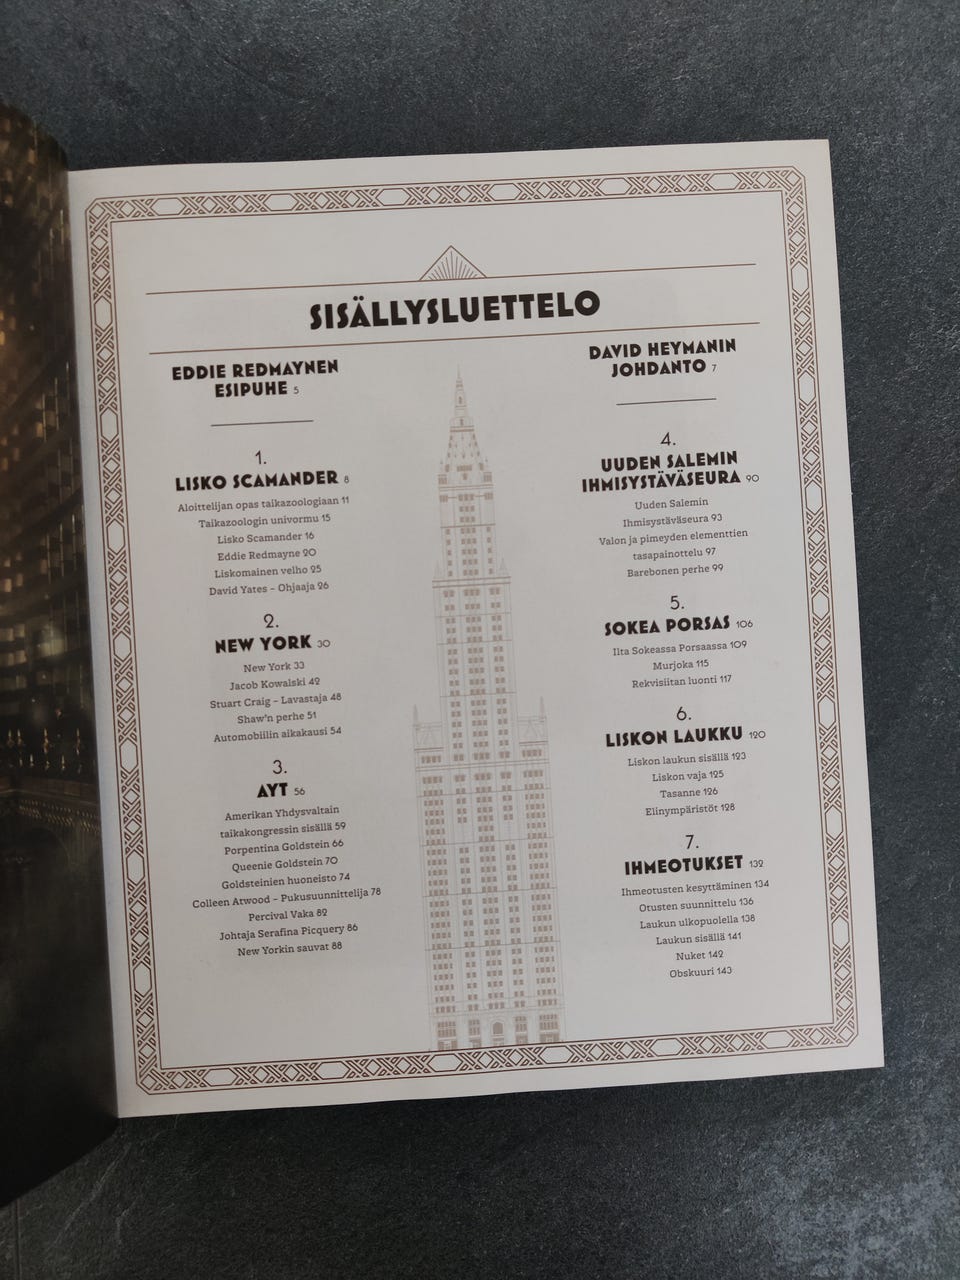 SISÄLLYSLUETTELO
EDDIE REDMAYNEN
ESIPUHE 5
1.
LISKO SCAMANDER 8
Aloittelijan opas taikazoologiaan 11
Taikazoologin univormu 15
Lisko Scamander 16
Eddie Redmayne 20
Liskomainen velho 25
David Yates – Ohjaaja 26
2.
NEW YORK 30
New York 33
Jacob Kowalski 42
Stuart Craig – Lavastaja 48
Shaw'n perhe 51
Automobiilin aikakausi 54
3.
AYT 56
Amerikan Yhdysvaltain
taikakongressin sisällä 59
Porpentina Goldstein 66
Queenie Goldstein 70
Goldsteinien huoneisto 74
Colleen Atwood – Pukusuunnittelija 78
Percival Vaka 82
Johtaja Serafina Picquery 86
New Yorkin sauvat 88
DAVID HEYMANIN
JOHDANTO 7
4.
UUDEN SALEMIN
IHMISYSTÄVÄSEURA 90
Uuden Salemin
Ihmisystäväseura 93
Valon ja pimeyden elementtien
tasapainottelu 97
Barebonen perhe 99
5.
SOKEA PORSAS 106
Ilta Sokeassa Porsaassa 109
Murjoka 115
Rekvisiitan luonti 117
6.
LISKON LAUKKU 120
Liskon laukun sisällä 123
Liskon vaja 125
Tasanne 126
Elinympäristöt 128
7.
IHMEOTUKSET 132
Ihmeotusten kesyttäminen 134
Otusten suunnittelu 136
Laukun ulkopuolella 138
Laukun sisällä 141
Nuket 142
Obskuuri 143